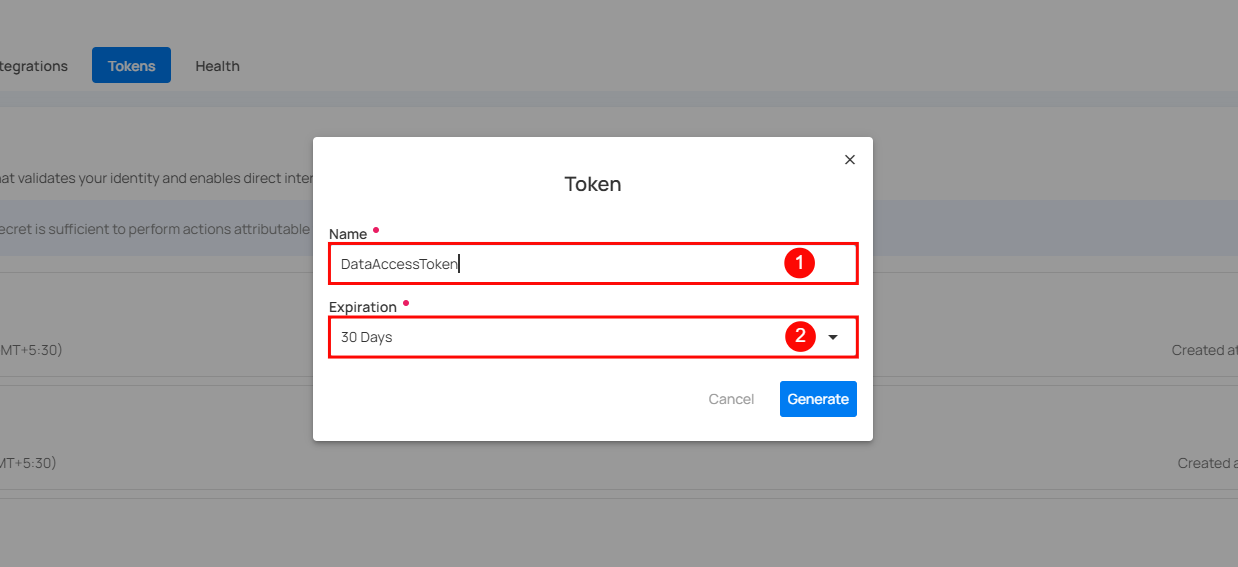 tegrations Tokens Health
at validates your identity and enables direct inter
Token
ecret is sufficient to perform actions attributable
Name
DataAccessToken 1
Expiration
30 Days 2
MT+5:30) Created at
Cancel Generate
MT+5:30) Created a